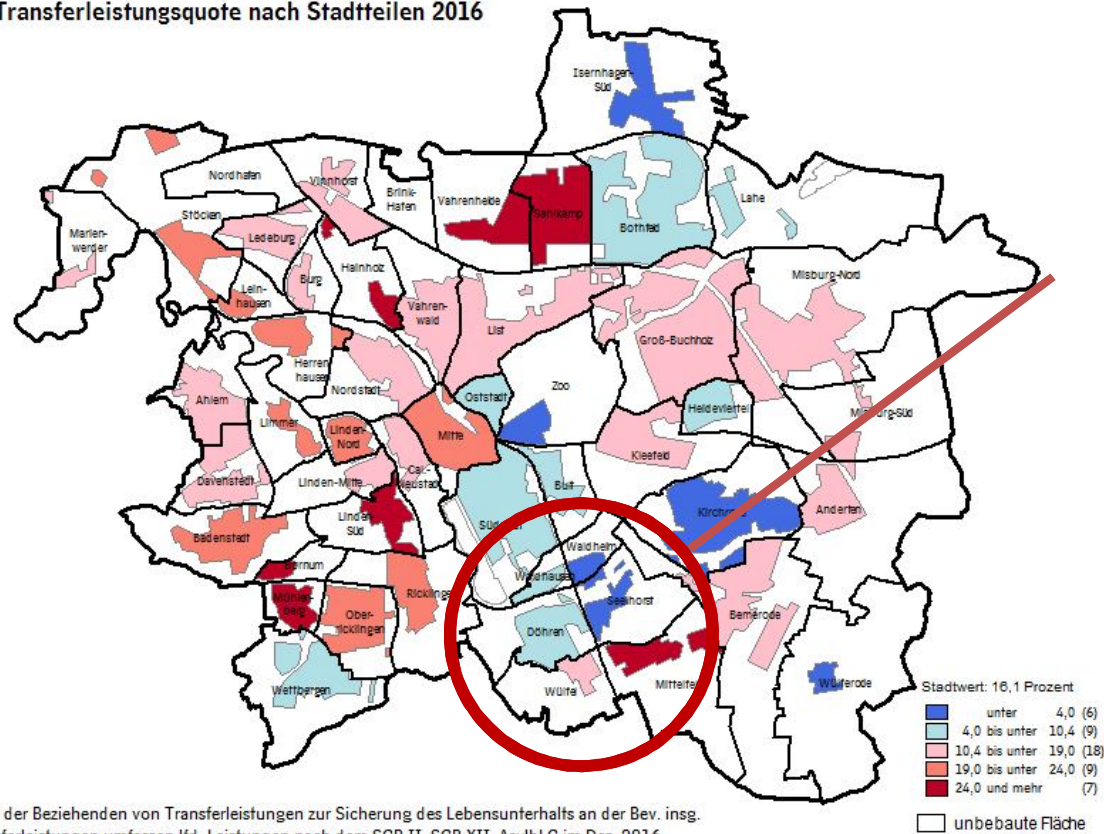 Transferleistungsquote nach Stadtteilen 2016
Isernhagen-
Süd
Nordhafen
Vinnhorst
Brink-
Hafen
Vahrenheide
Sahlkamp
Bothfeld
Lahe
Stöcken
Marien-
werder
Ledeburg
Burg
Hainholz
Lein-
hausen
Vahren-
wald
List
Misburg-Nord
Groß-Buchholz
Herren
hausen
Nordstadt
Zoo
Oststadt
Heideviertel
Misburg-Süd
Ahlem
Limmer
Linden-
Nord
Mitte
Kleefeld
Davenstedt
Linden-Mitte
Cal.-
Neustadt
Bult
Linden-
Süd
Kirchrode
Anderten
Badenstedt
Waldheim
Bornum
Waldhausen
Seelhorst
Mühlen-
berg
Ober-
ricklingen
Ricklingen
Döhren
Bemerode
Wettbergen
Wülfel
Mittelfel
Wülferode
Stadtwert: 16,1 Prozent
unter 4,0 (6)
4,0 bis unter 10,4 (9)
10,4 bis unter 19,0 (18)
19,0 bis unter 24,0 (9)
24,0 und mehr (7)
unbebaute Fläche
der Beziehenden von Transferleistungen zur Sicherung des Lebensunterhalts an der Bev. insg.